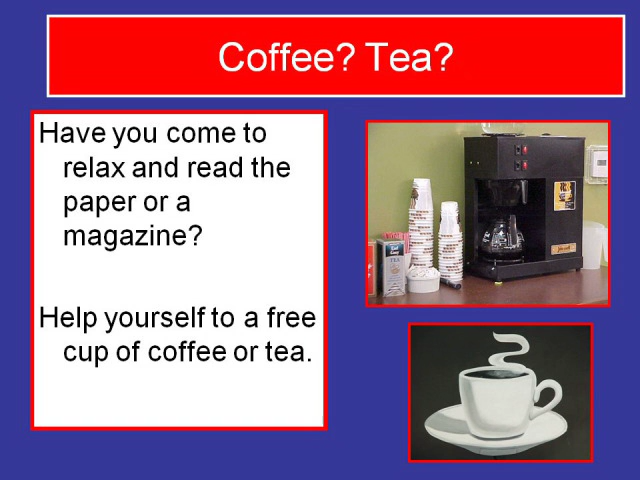 Coffee? Tea?
Have you come to
relax and read the
paper or a
magazine?
Help yourself to a free
cup of coffee or tea.
TEA